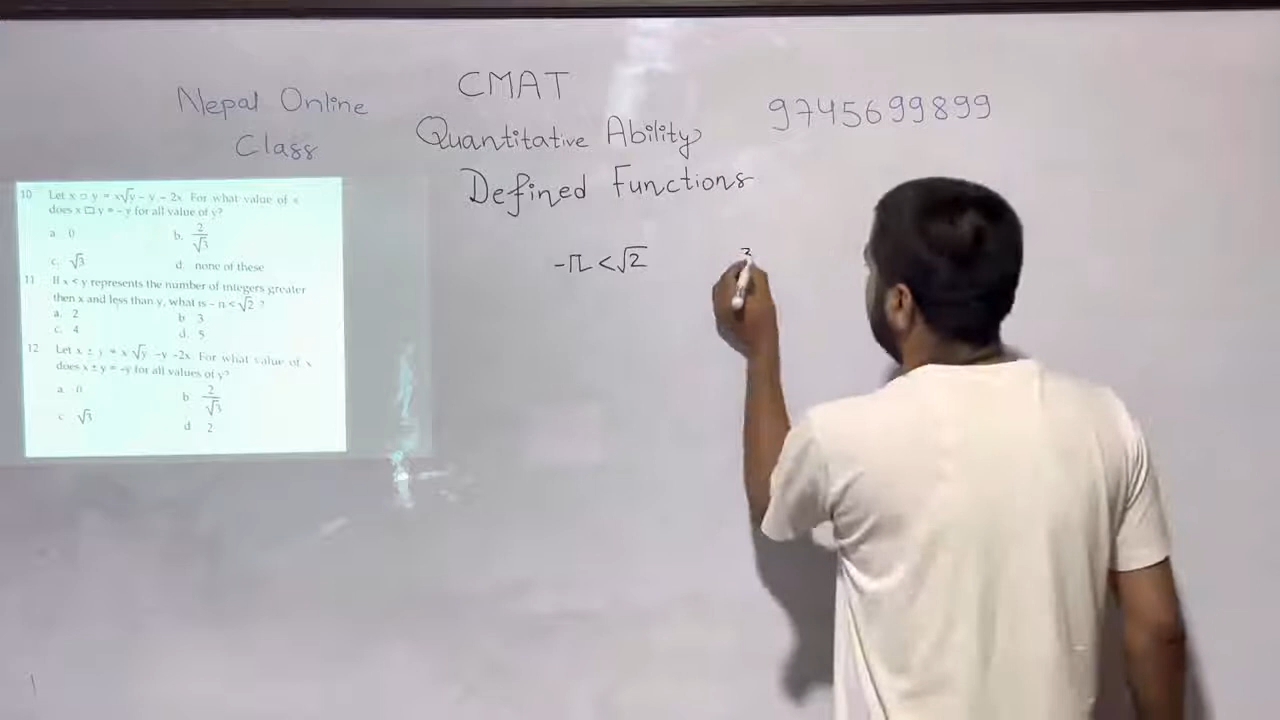 Nepal Online
Class
CMAT
Quantitative Ability
Defined Functions
9745699899
-π < √2
10 Let x □ y = x√y - y - 2x. For what value of x
does x □ y = - y for all value of y?
a. 0
b. 2/√3
c. √3
d. none of these
11 If x < y represents the number of integers greater
then x and less than y, what is - π < √2 ?
a. 2
b 3
c. 4
d. 5
12 Let x ± y = x √y -y -2x. For what value of x
does x ± y = -y for all values of y?
a 0
b 2/√3
c √3
d 2